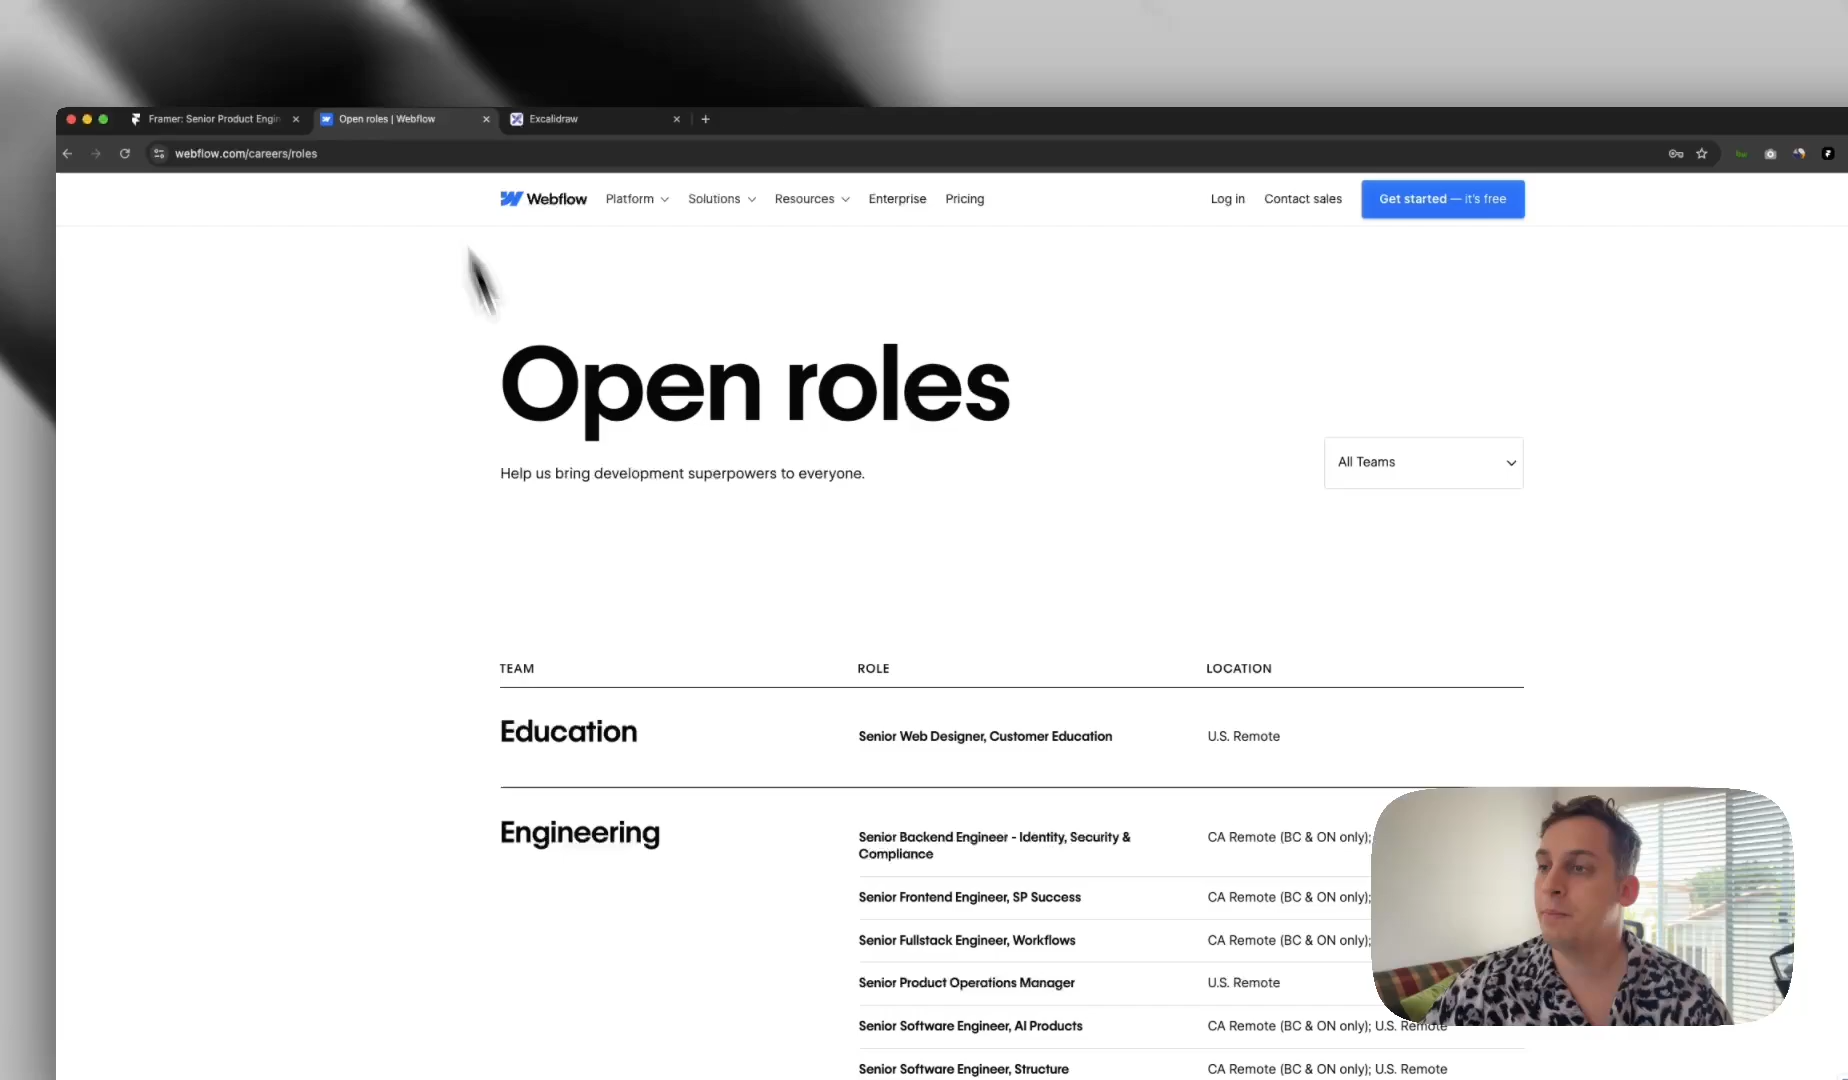 Framer: Senior Product Engin
Open roles | Webflow
Excalidraw
webflow.com/careers/roles
Webflow
Platform
Solutions
Resources
Enterprise
Pricing
Log in
Contact sales
Get started — it's free
Open roles
Help us bring development superpowers to everyone.
All Teams
TEAM
ROLE
LOCATION
Education
Senior Web Designer, Customer Education
U.S. Remote
Engineering
Senior Backend Engineer - Identity, Security &
Compliance
CA Remote (BC & ON only);
Senior Frontend Engineer, SP Success
CA Remote (BC & ON only);
Senior Fullstack Engineer, Workflows
CA Remote (BC & ON only);
Senior Product Operations Manager
U.S. Remote
Senior Software Engineer, AI Products
CA Remote (BC & ON only); U.S. Remote
Senior Software Engineer, Structure
CA Remote (BC & ON only); U.S. Remote